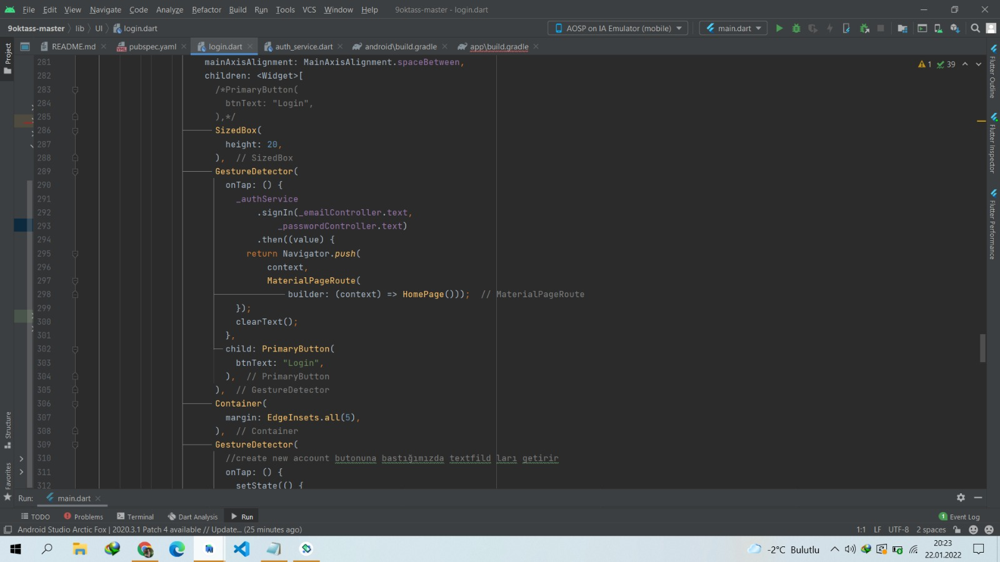 File Edit View Navigate Code Analyze Refactor Build Run Tools VCS Window Help 9oktass-master - login.dart
9oktass-master lib UI login.dart AOSP on IA Emulator (mobile) main.dart
README.md pubspec.yaml login.dart auth_service.dart android\build.gradle app\build.gradle
Project
Structure
Favorites
281 mainAxisAlignment: MainAxisAlignment.spaceBetween,
282 children: <Widget>[
283 /*PrimaryButton(
284 btnText: "Login",
285 ),*/
286 SizedBox(
287 height: 20,
288 ), // SizedBox
289 GestureDetector(
290 onTap: () {
291 _authService
292 .signIn(_emailController.text,
293 _passwordController.text)
294 .then((value) {
295 return Navigator.push(
296 context,
297 MaterialPageRoute(
298 builder: (context) => HomePage())); // MaterialPageRoute
299 });
300 clearText();
301 },
302 child: PrimaryButton(
303 btnText: "Login",
304 ), // PrimaryButton
305 ), // GestureDetector
306 Container(
307 margin: EdgeInsets.all(5),
308 ), // Container
309 GestureDetector(
310 //create new account butonuna bastığımızda textfild ları getirir
311 onTap: () {
312 setState(() {
1 39
Flutter Outline
Flutter Inspector
Flutter Performance
Run: main.dart
TODO Problems Terminal Dart Analysis Run 1 Event Log
Android Studio Arctic Fox | 2020.3.1 Patch 4 available // Update... (25 minutes ago) 1:1 LF UTF-8 2 spaces
-2°C Bulutlu 20:23
22.01.2022